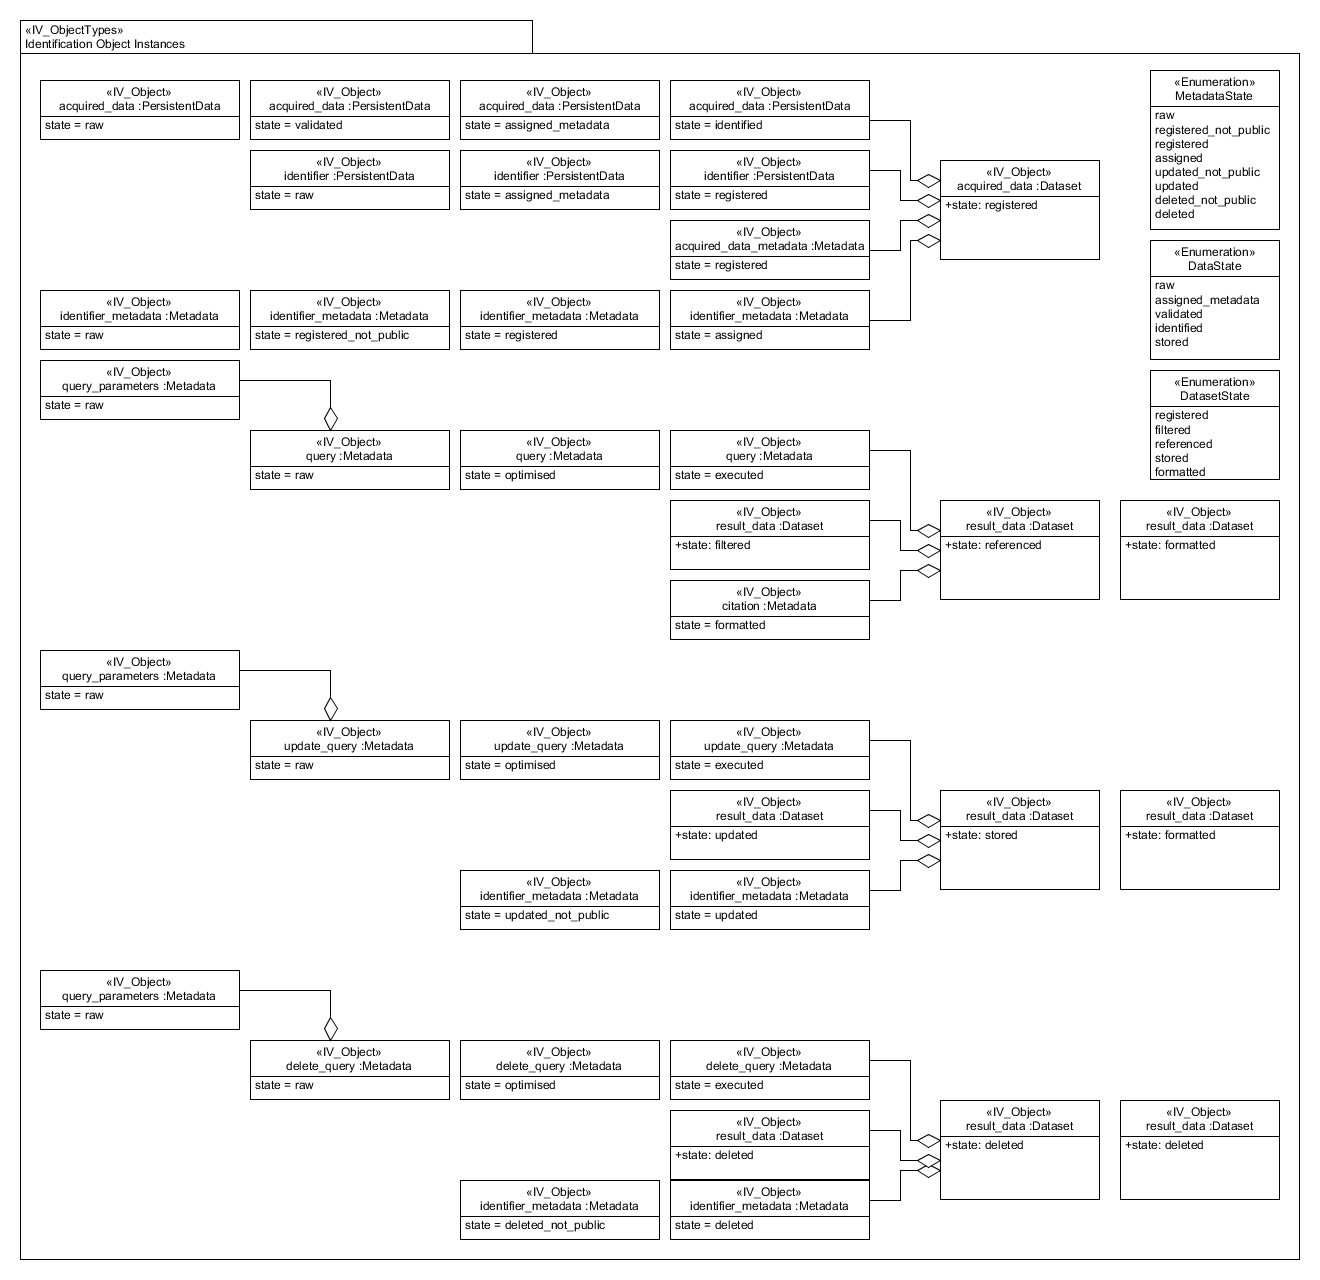 «IV_ObjectTypes»
Identification Object Instances
«IV_Object»
acquired_data :PersistentData
state = raw
«IV_Object»
acquired_data :PersistentData
state = validated
«IV_Object»
acquired_data :PersistentData
state = assigned_metadata
«IV_Object»
acquired_data :PersistentData
state = identified
«Enumeration»
MetadataState
raw
registered_not_public
registered
assigned
updated_not_public
updated
deleted_not_public
deleted
«IV_Object»
identifier :PersistentData
state = raw
«IV_Object»
identifier :PersistentData
state = assigned_metadata
«IV_Object»
identifier :PersistentData
state = registered
«IV_Object»
acquired_data :Dataset
+state: registered
«IV_Object»
acquired_data_metadata :Metadata
state = registered
«Enumeration»
DataState
raw
assigned_metadata
validated
identified
stored
«IV_Object»
identifier_metadata :Metadata
state = raw
«IV_Object»
identifier_metadata :Metadata
state = registered_not_public
«IV_Object»
identifier_metadata :Metadata
state = registered
«IV_Object»
identifier_metadata :Metadata
state = assigned
«IV_Object»
query_parameters :Metadata
state = raw
«Enumeration»
DatasetState
registered
filtered
referenced
stored
formatted
«IV_Object»
query :Metadata
state = raw
«IV_Object»
query :Metadata
state = optimised
«IV_Object»
query :Metadata
state = executed
«IV_Object»
result_data :Dataset
+state: filtered
«IV_Object»
result_data :Dataset
+state: referenced
«IV_Object»
result_data :Dataset
+state: formatted
«IV_Object»
citation :Metadata
state = formatted
«IV_Object»
query_parameters :Metadata
state = raw
«IV_Object»
update_query :Metadata
state = raw
«IV_Object»
update_query :Metadata
state = optimised
«IV_Object»
update_query :Metadata
state = executed
«IV_Object»
result_data :Dataset
+state: updated
«IV_Object»
result_data :Dataset
+state: stored
«IV_Object»
result_data :Dataset
+state: formatted
«IV_Object»
identifier_metadata :Metadata
state = updated_not_public
«IV_Object»
identifier_metadata :Metadata
state = updated
«IV_Object»
query_parameters :Metadata
state = raw
«IV_Object»
delete_query :Metadata
state = raw
«IV_Object»
delete_query :Metadata
state = optimised
«IV_Object»
delete_query :Metadata
state = executed
«IV_Object»
result_data :Dataset
+state: deleted
«IV_Object»
result_data :Dataset
+state: deleted
«IV_Object»
result_data :Dataset
+state: deleted
«IV_Object»
identifier_metadata :Metadata
state = deleted_not_public
«IV_Object»
identifier_metadata :Metadata
state = deleted